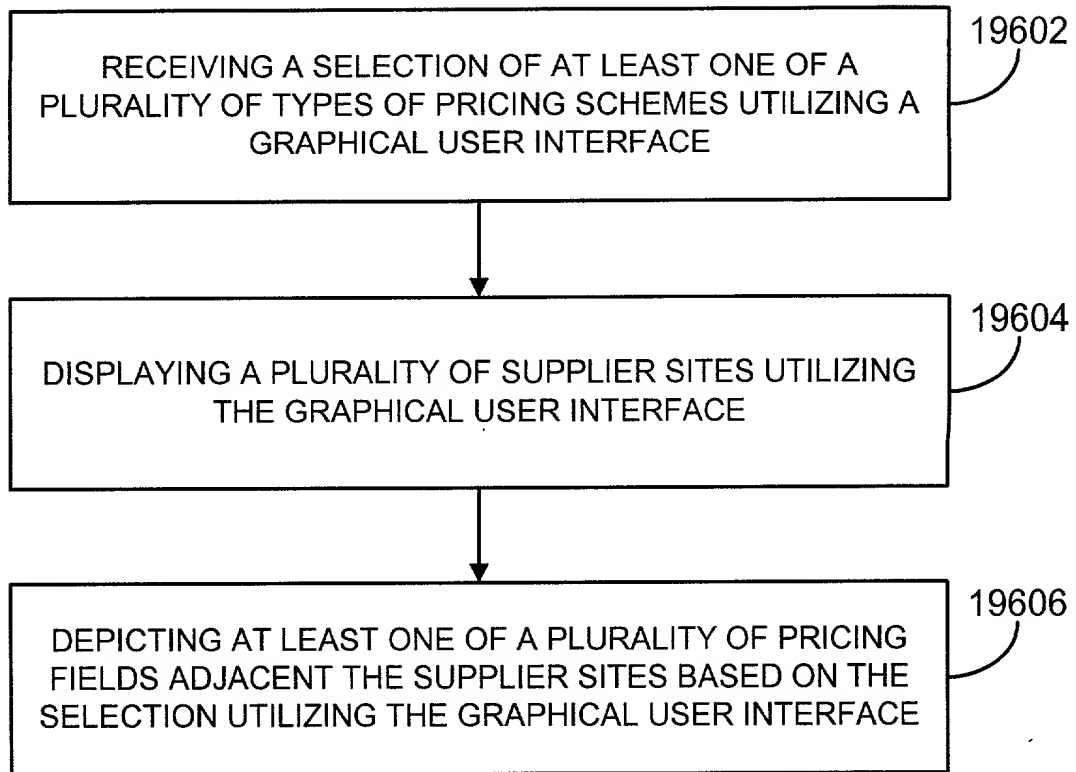 19602
RECEIVING A SELECTION OF AT LEAST ONE OF A
PLURALITY OF TYPES OF PRICING SCHEMES UTILIZING A
GRAPHICAL USER INTERFACE
19604
DISPLAYING A PLURALITY OF SUPPLIER SITES UTILIZING
THE GRAPHICAL USER INTERFACE
19606
DEPICTING AT LEAST ONE OF A PLURALITY OF PRICING
FIELDS ADJACENT THE SUPPLIER SITES BASED ON THE
SELECTION UTILIZING THE GRAPHICAL USER INTERFACE